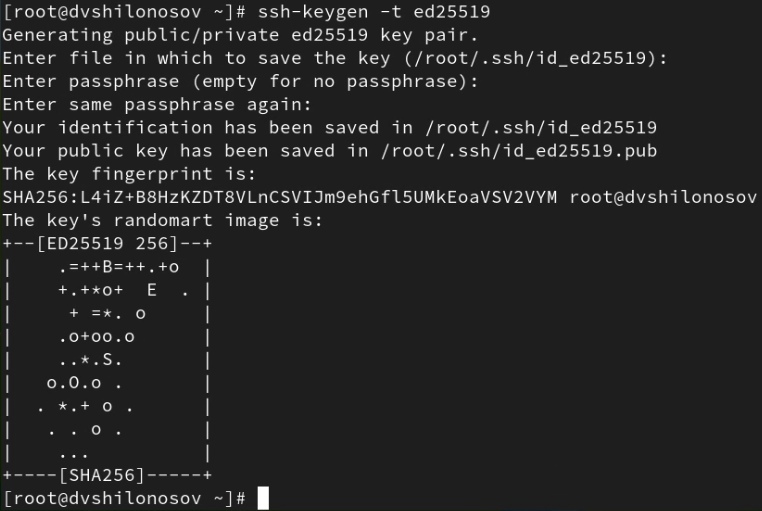 [root@dvshilonosov ~]# ssh-keygen -t ed25519
Generating public/private ed25519 key pair.
Enter file in which to save the key (/root/.ssh/id_ed25519):
Enter passphrase (empty for no passphrase):
Enter same passphrase again:
Your identification has been saved in /root/.ssh/id_ed25519
Your public key has been saved in /root/.ssh/id_ed25519.pub
The key fingerprint is:
SHA256:L4iZ+B8HzKZDT8VLnCSVIJm9ehGfl5UMkEoaVSV2VYM root@dvshilonosov
The key's randomart image is:
+--[ED25519 256]--+
|    .=++B=++.+o  |
|    +.+*o+  E  . |
|     + =*. o     |
|    .o+oo.o      |
|    ..*.S.       |
|   o.O.o .       |
|  . *.+ o .      |
|   . . o .       |
|    ...          |
+----[SHA256]-----+
[root@dvshilonosov ~]#